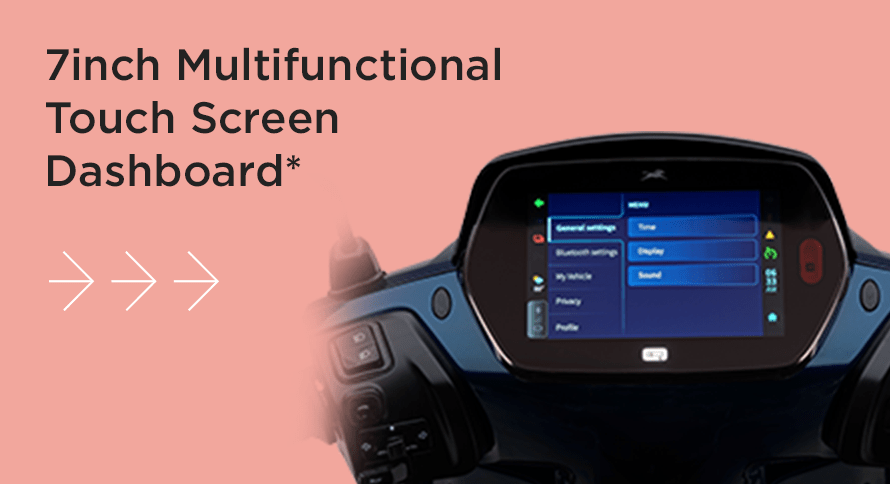 7inch Multifunctional
Touch Screen
Dashboard*
MENU
General settings
Time
Bluetooth settings
Display
My Vehicle
Sound
Privacy
Profile